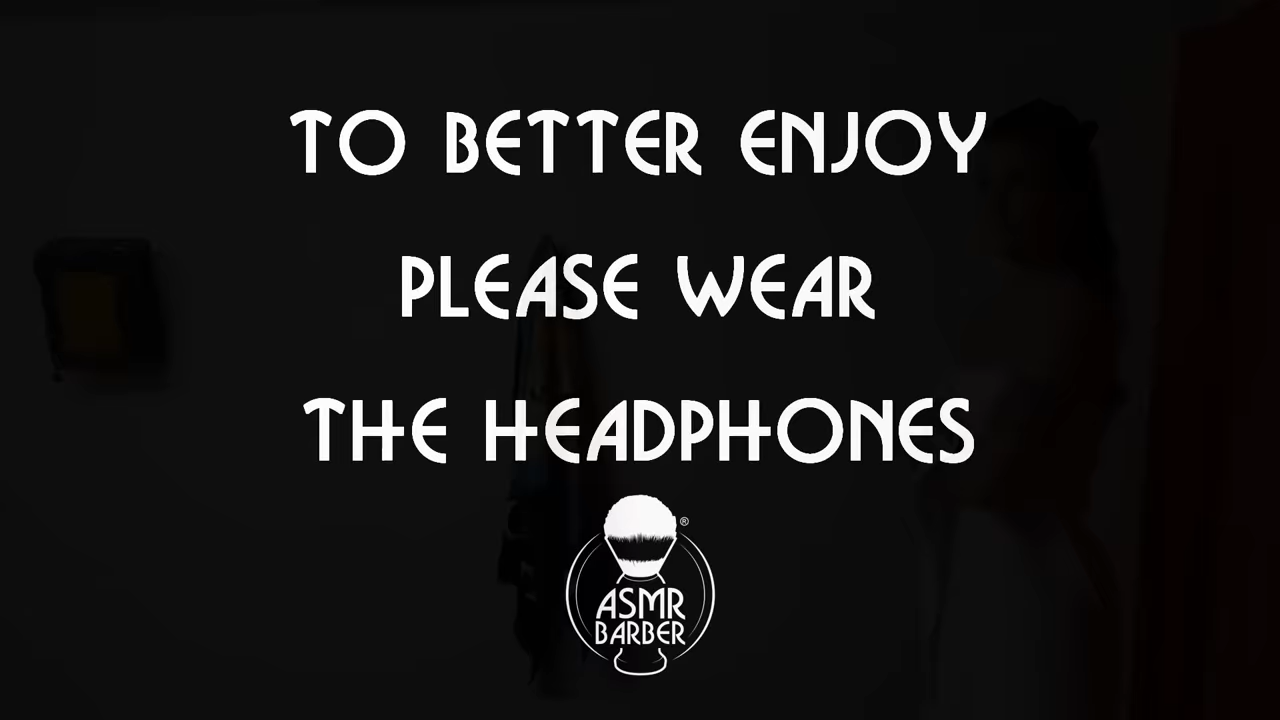 TO BETTER ENJOY
PLEASE WEAR
THE HEADPHONES
®
ASMR
BARBER